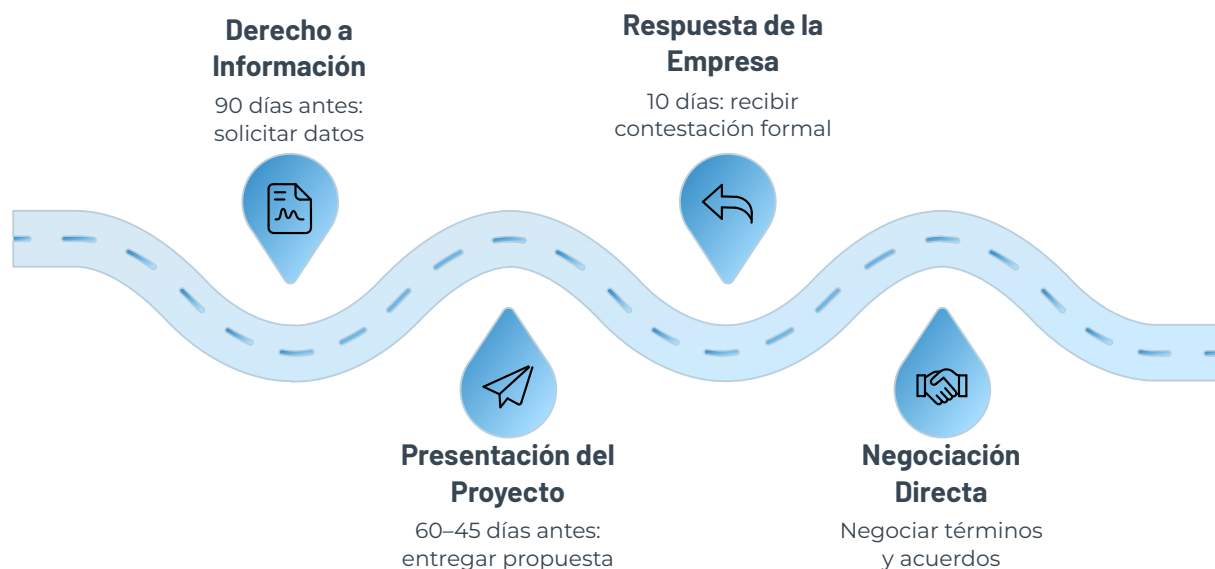 Derecho a
Información
90 días antes:
solicitar datos
Respuesta de la
Empresa
10 días: recibir
contestación formal
Presentación del
Proyecto
60–45 días antes:
entregar propuesta
Negociación
Directa
Negociar términos
y acuerdos